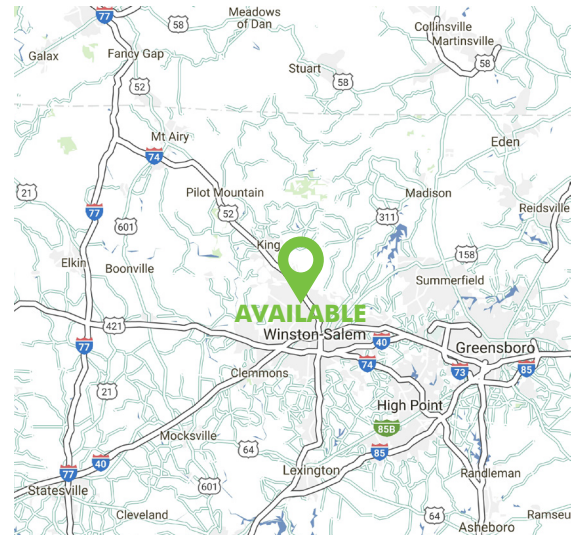 Meadows
of Dan
77
58
Collinsville
Martinsville
Galax
Fancy Gap
58
Stuart
58
52
Mt Airy
74
Eden
21
Pilot Mountain
Madison
77
52
311
Reidsville
601
King
158
Elkin
Boonville
Summerfield
AVAILABLE
421
Winston-Salem
40
Greensboro
77
74
73
85
Clemmons
21
High Point
85B
Mocksville
64
85
40
Lexington
77
601
Randleman
Statesville
Cleveland
64
Ramseu
Asheboro